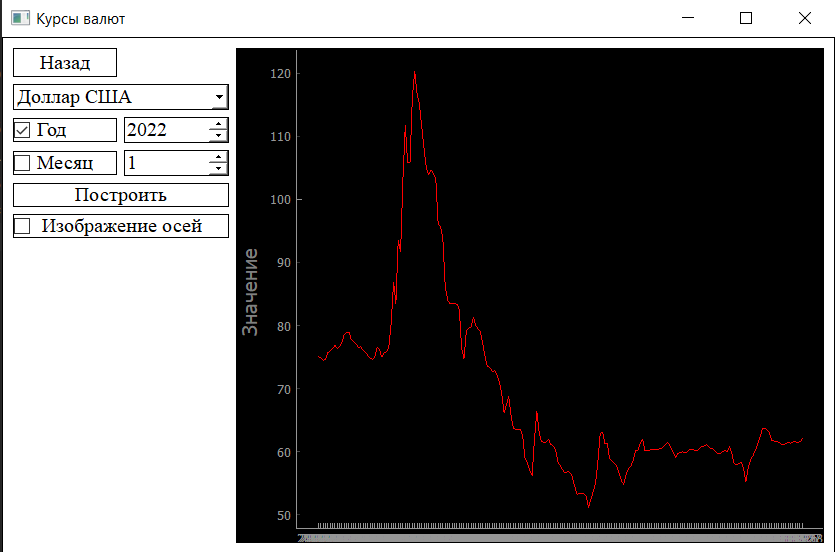 Курсы валют
Назад
Доллар США
Год 2022
Месяц 1
Построить
Изображение осей
Значение
120
110
100
90
80
70
60
50